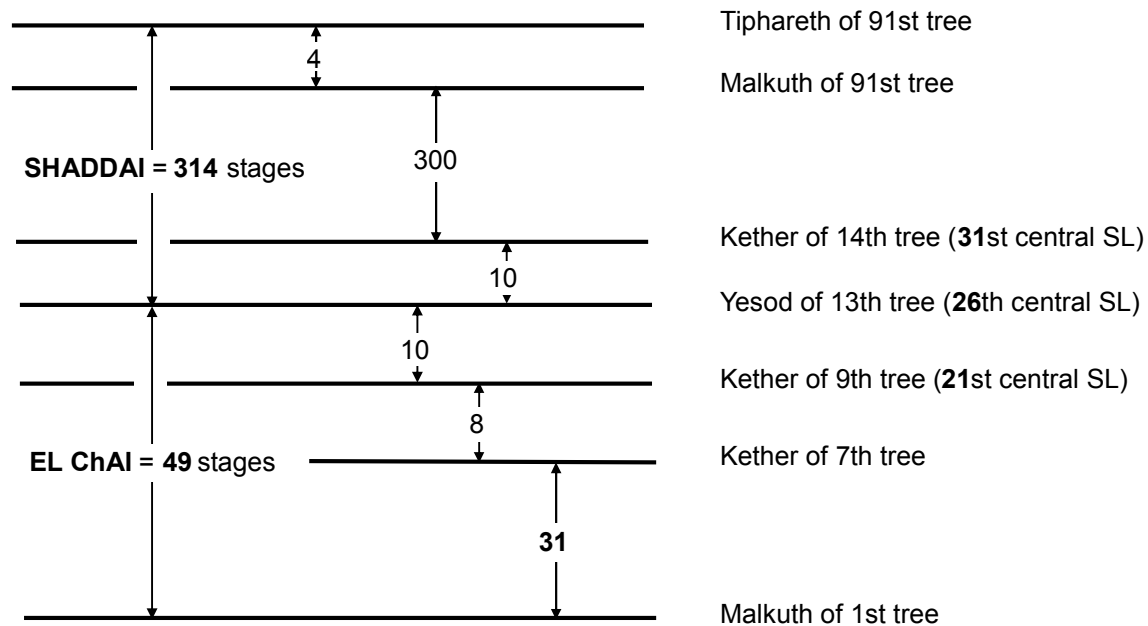 Tiphareth of 91st tree
4
Malkuth of 91st tree
SHADDAI = 314 stages
300
Kether of 14th tree (31st central SL)
10
Yesod of 13th tree (26th central SL)
10
Kether of 9th tree (21st central SL)
8
EL ChAI = 49 stages
Kether of 7th tree
31
Malkuth of 1st tree